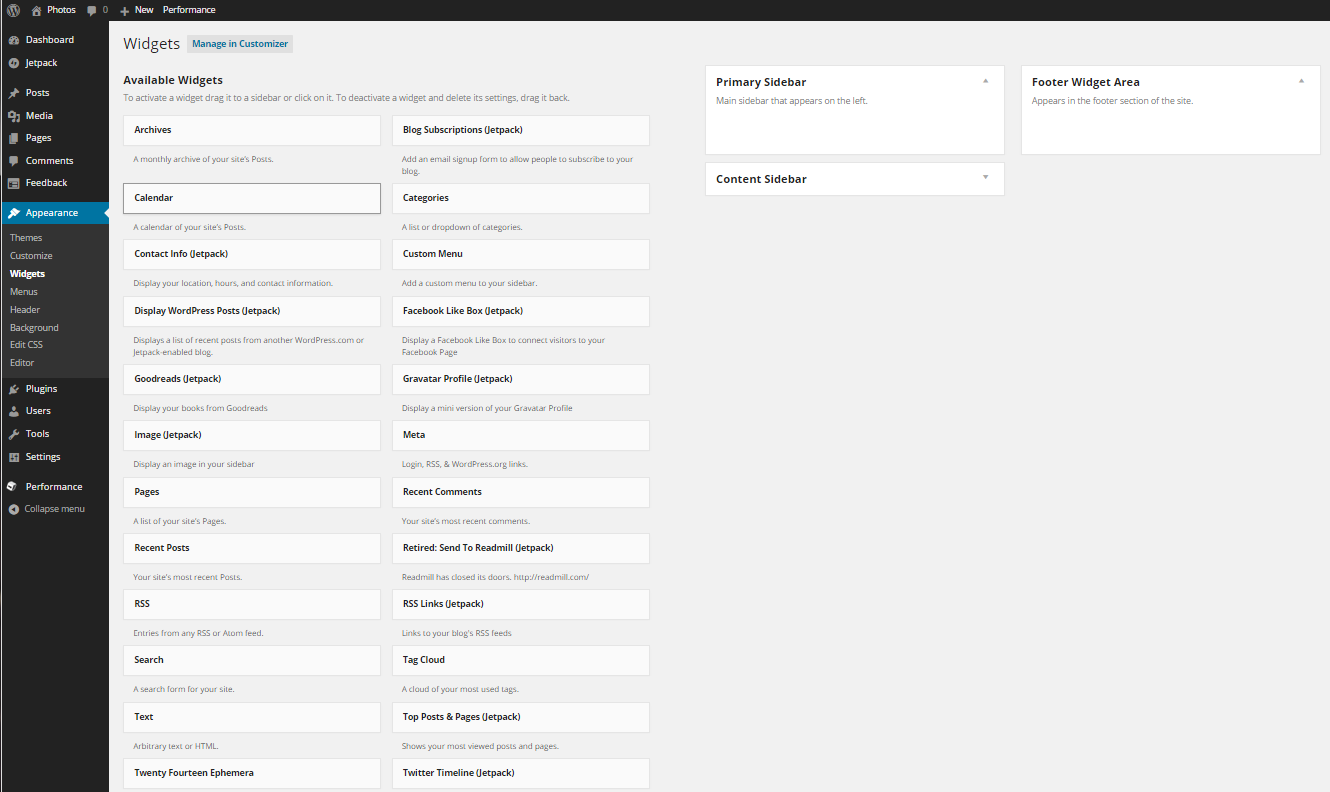 Photos 0 New Performance
Dashboard
Jetpack
Posts
Media
Pages
Comments
Feedback
Appearance
Themes
Customize
Widgets
Menus
Header
Background
Edit CSS
Editor
Plugins
Users
Tools
Settings
Performance
Collapse menu
Widgets Manage in Customizer
Available Widgets
To activate a widget drag it to a sidebar or click on it. To deactivate a widget and delete its settings, drag it back.
Archives
A monthly archive of your site's Posts.
Blog Subscriptions (Jetpack)
Add an email signup form to allow people to subscribe to your
blog.
Calendar
A calendar of your site's Posts.
Categories
A list or dropdown of categories.
Contact Info (Jetpack)
Display your location, hours, and contact information.
Custom Menu
Add a custom menu to your sidebar.
Display WordPress Posts (Jetpack)
Displays a list of recent posts from another WordPress.com or
Jetpack-enabled blog.
Facebook Like Box (Jetpack)
Display a Facebook Like Box to connect visitors to your
Facebook Page
Goodreads (Jetpack)
Display your books from Goodreads
Gravatar Profile (Jetpack)
Display a mini version of your Gravatar Profile
Image (Jetpack)
Display an image in your sidebar
Meta
Login, RSS, & WordPress.org links.
Pages
A list of your site's Pages.
Recent Comments
Your site's most recent comments.
Recent Posts
Your site's most recent Posts.
Retired: Send To Readmill (Jetpack)
Readmill has closed its doors. http://readmill.com/
RSS
Entries from any RSS or Atom feed.
RSS Links (Jetpack)
Links to your blog's RSS feeds
Search
A search form for your site.
Tag Cloud
A cloud of your most used tags.
Text
Arbitrary text or HTML.
Top Posts & Pages (Jetpack)
Shows your most viewed posts and pages.
Twenty Fourteen Ephemera
Twitter Timeline (Jetpack)
Primary Sidebar
Main sidebar that appears on the left.
Content Sidebar
Footer Widget Area
Appears in the footer section of the site.